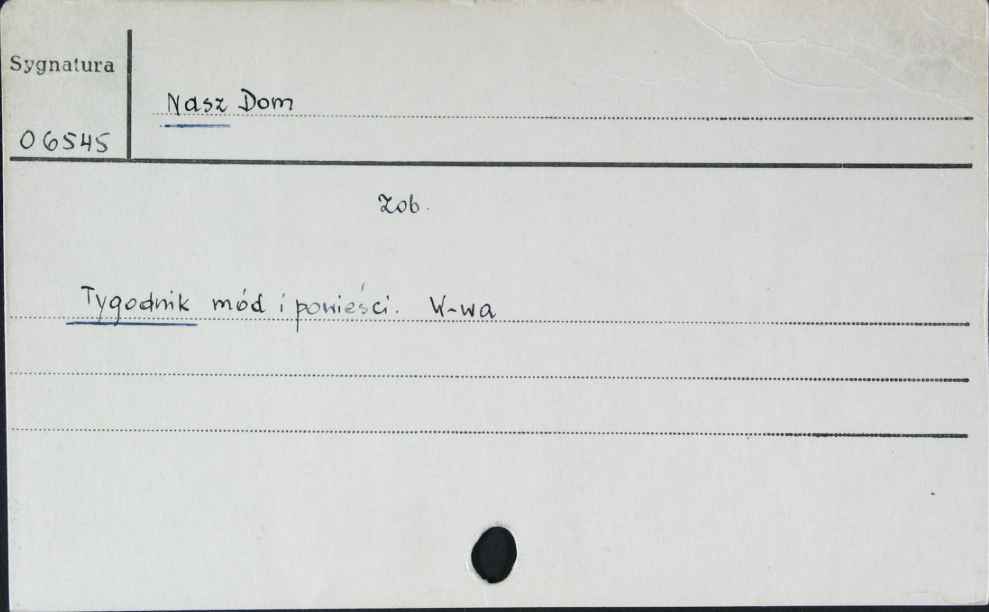 Sygnatura
Nasz Dom
06545
Zob.
Tygodnik mód i powieści. W-wa